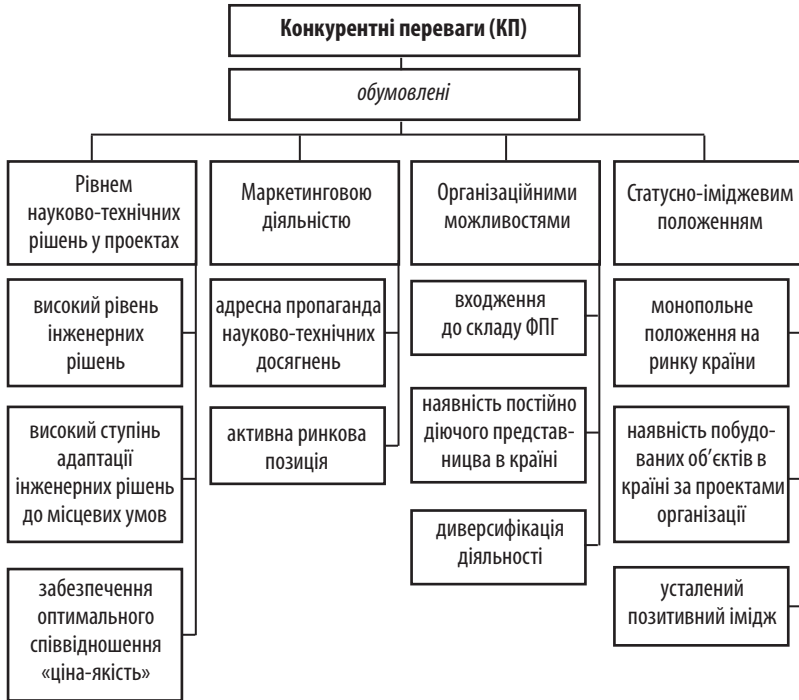 Конкурентні переваги (КП)
обумовлені
Рівнем
науково-технічних
рішень у проектах
високий рівень
інженерних
рішень
високий ступінь
адаптації
інженерних рішень
до місцевих умов
забезпечення
оптимального
співвідношення
«ціна-якість»
Маркетинговою
діяльністю
адресна пропаганда
науково-технічних
досягнень
активна ринкова
позиція
Організаційними
можливостями
входження
до складу ФПГ
наявність постійно
діючого представ-
ницва в країні
диверсифікація
діяльності
Статусно-іміджевим
положенням
монопольне
положення на
ринку країни
наявність побудо-
ваних об’єктів в
країні за проектами
організації
усталений
позитивний імідж